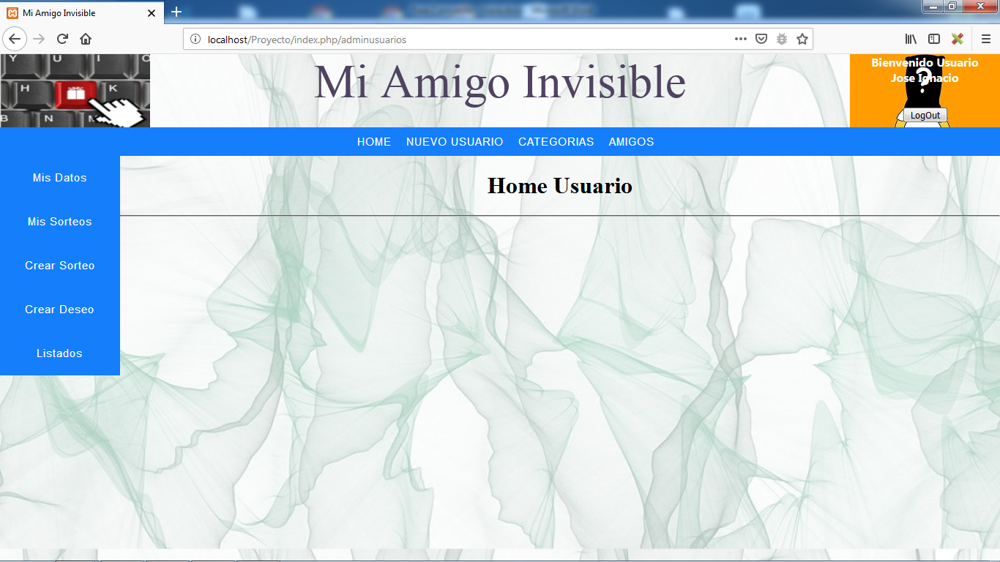 Mi Amigo Invisible
localhost/Proyecto/index.php/adminusuarios
Y U I O
H K
B N M
Mi Amigo Invisible
Bienvenido Usuario
Jose Ignacio
?
LogOut
HOME NUEVO USUARIO CATEGORIAS AMIGOS
Mis Datos
Mis Sorteos
Crear Sorteo
Crear Deseo
Listados
Home Usuario